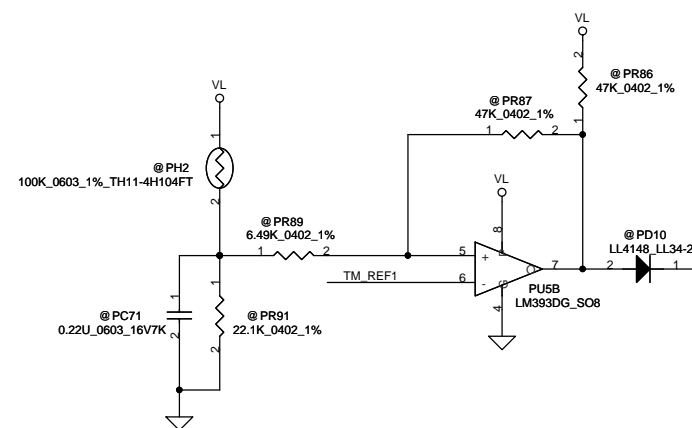 VL
2
@PR86
47K_0402_1%
1
VL
@PR87
47K_0402_1%
1
2
1
@PH2
100K_0603_1%_TH11-4H104FT
2
VL
8
@PR89
6.49K_0402_1%
1
2
5
+
P
O
7
@PD10
LL4148_LL34-2
2
1
TM_REF1
6
-
G
PU5B
LM393DG_SO8
4
1
@PC71
0.22U_0603_16V7K
2
1
@PR91
22.1K_0402_1%
2